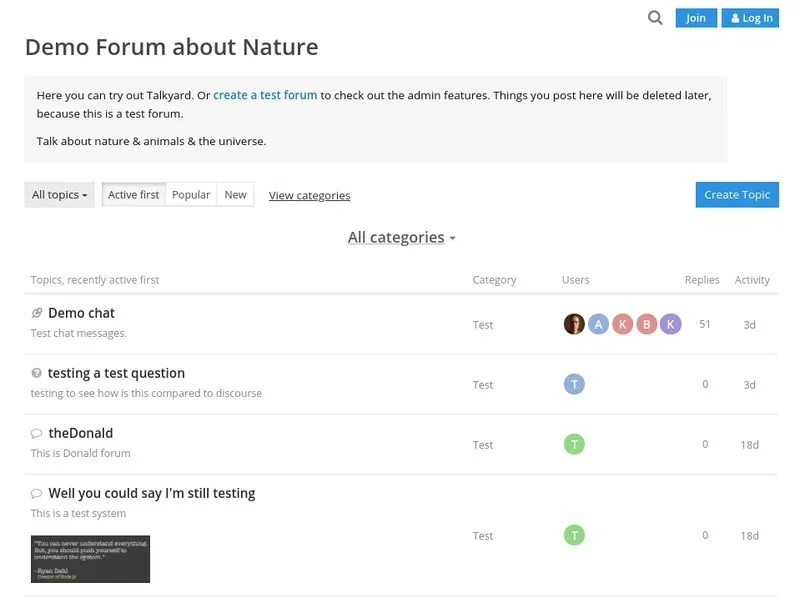 Join Log In
Demo Forum about Nature
Here you can try out Talkyard. Or create a test forum to check out the admin features. Things you post here will be deleted later,
because this is a test forum.
Talk about nature & animals & the universe.
All topics Active first Popular New View categories Create Topic
All categories
Topics, recently active first Category Users Replies Activity
Demo chat
Test chat messages.
Test A K B K 51 3d
testing a test question
testing to see how is this compared to discourse
Test T 0 3d
theDonald
This is Donald forum
Test T 0 18d
Well you could say I'm still testing
This is a test system
Test T 0 18d
"You can never understand everything.
But, you should push yourself to
understand the system."
- Ryan Dahl
Creator of Node.js